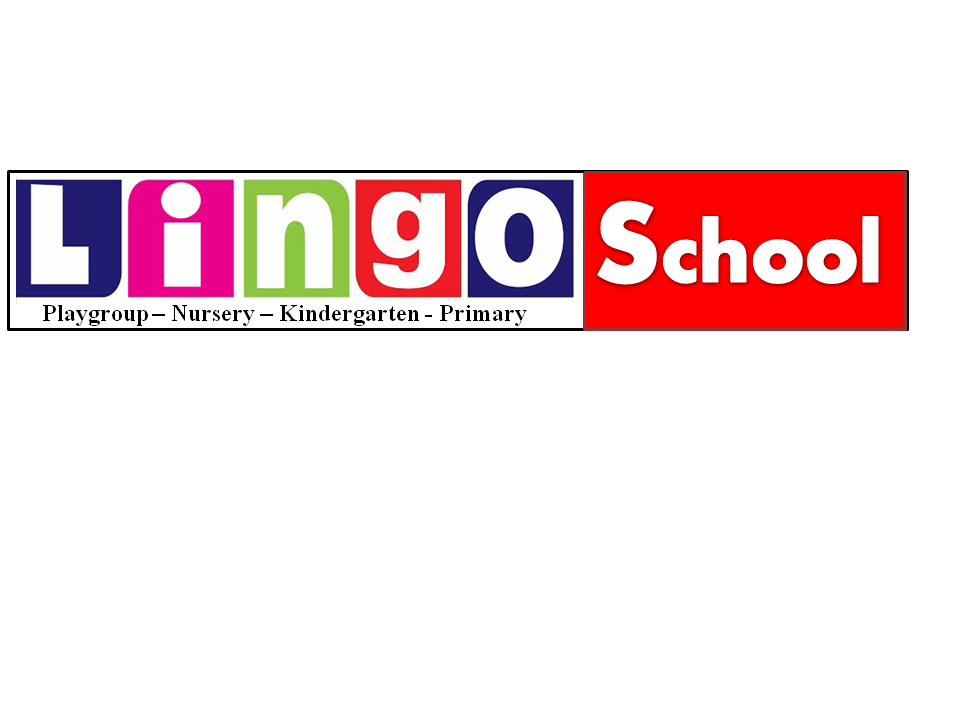 Lingo School
Playgroup – Nursery – Kindergarten - Primary